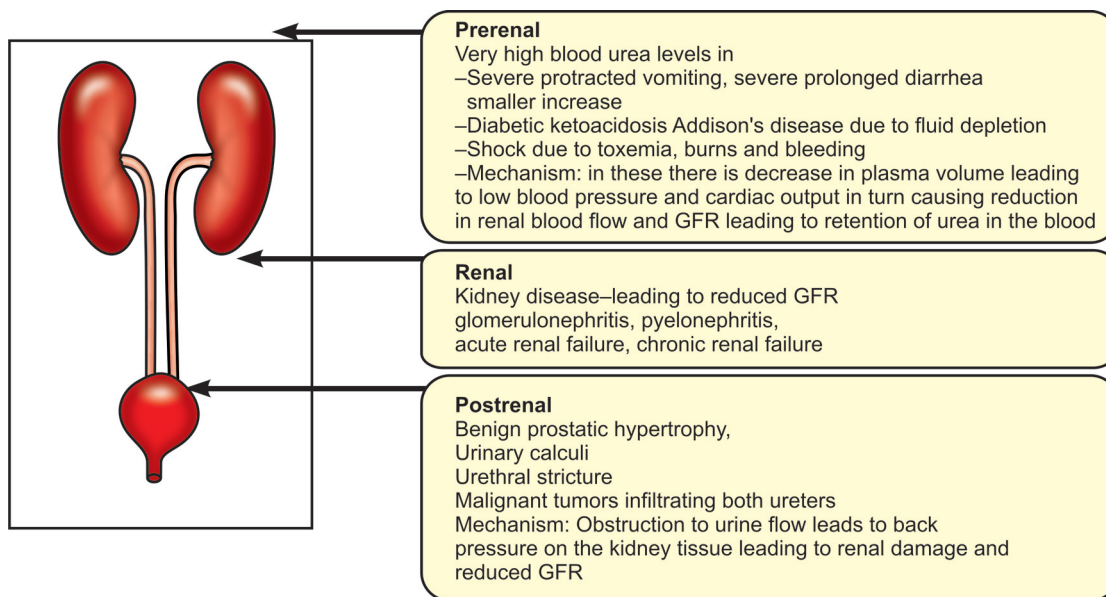 Prerenal
Very high blood urea levels in
–Severe protracted vomiting, severe prolonged diarrhea
smaller increase
–Diabetic ketoacidosis Addison's disease due to fluid depletion
–Shock due to toxemia, burns and bleeding
–Mechanism: in these there is decrease in plasma volume leading
to low blood pressure and cardiac output in turn causing reduction
in renal blood flow and GFR leading to retention of urea in the blood
Renal
Kidney disease–leading to reduced GFR
glomerulonephritis, pyelonephritis,
acute renal failure, chronic renal failure
Postrenal
Benign prostatic hypertrophy,
Urinary calculi
Urethral stricture
Malignant tumors infiltrating both ureters
Mechanism: Obstruction to urine flow leads to back
pressure on the kidney tissue leading to renal damage and
reduced GFR